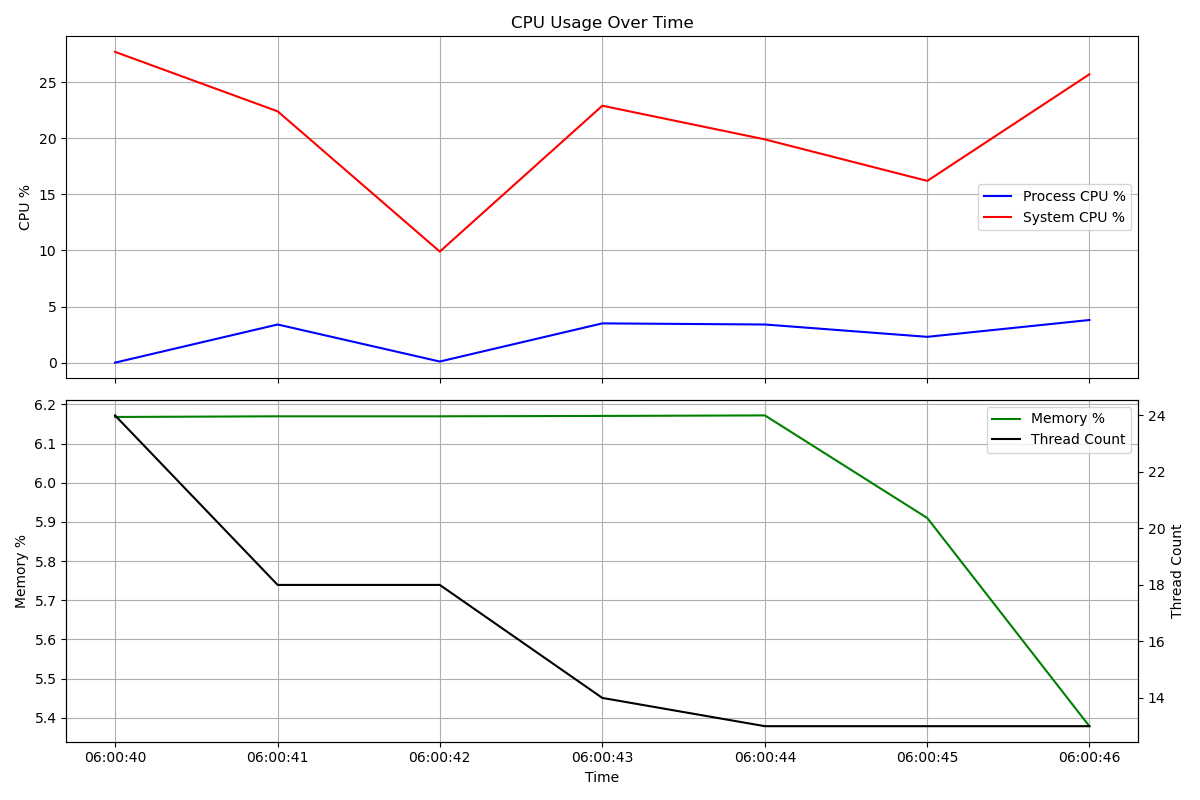 CPU Usage Over Time
25
20
15
10
5
0
CPU %
Process CPU %
System CPU %
6.2
6.1
6.0
5.9
5.8
5.7
5.6
5.5
5.4
Memory %
Memory %
Thread Count
24
22
20
18
16
14
Thread Count
06:00:40 06:00:41 06:00:42 06:00:43 06:00:44 06:00:45 06:00:46
Time